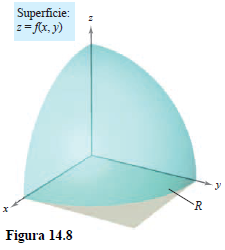 Superficie:
z = f(x, y)
z
y
R
x
Figura 14.8